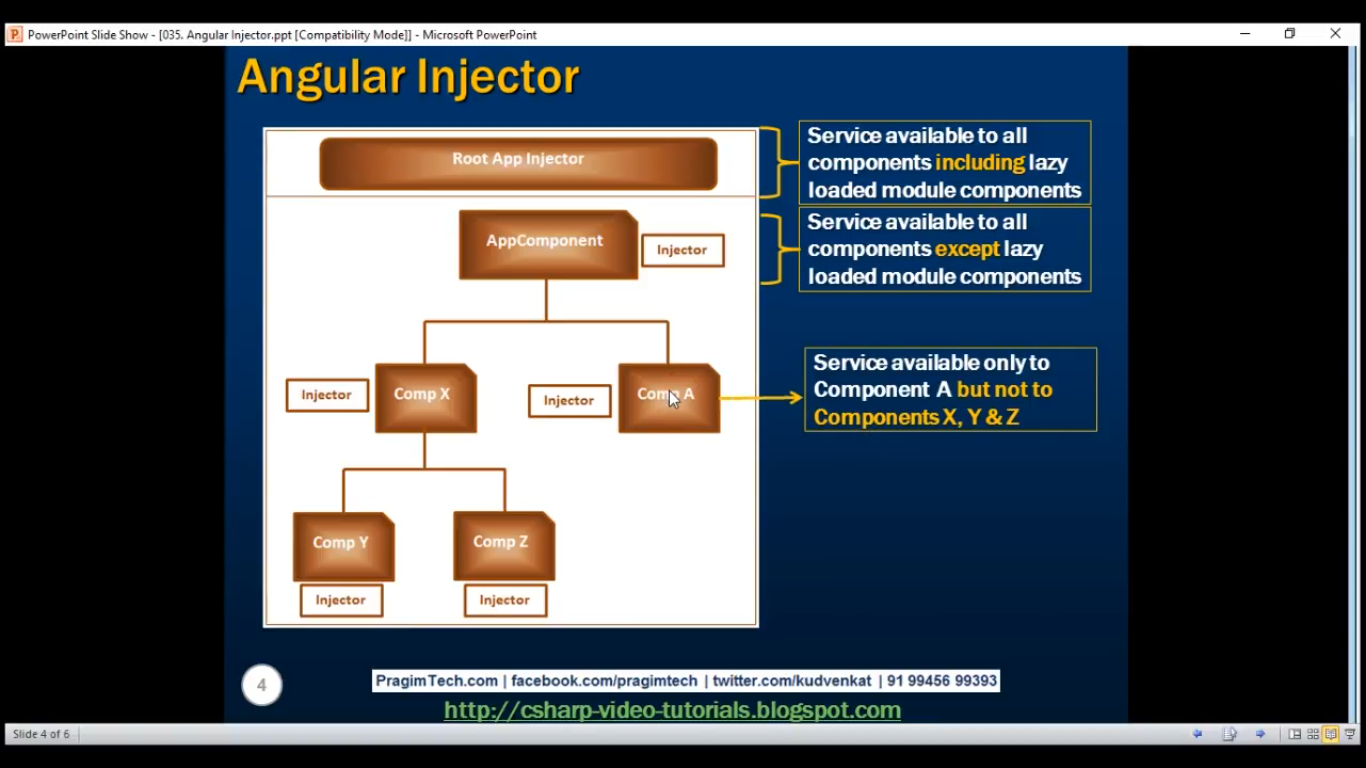 PowerPoint Slide Show - [035. Angular Injector.ppt [Compatibility Mode]] - Microsoft PowerPoint
Angular Injector
Root App Injector
Service available to all
components including lazy
loaded module components
AppComponent
Injector
Service available to all
components except lazy
loaded module components
Injector
Comp X
Injector
Comp A
Service available only to
Component A but not to
Components X, Y & Z
Comp Y
Comp Z
Injector
Injector
4
PragimTech.com | facebook.com/pragimtech | twitter.com/kudvenkat | 91 99456 99393
http://csharp-video-tutorials.blogspot.com
Slide 4 of 6